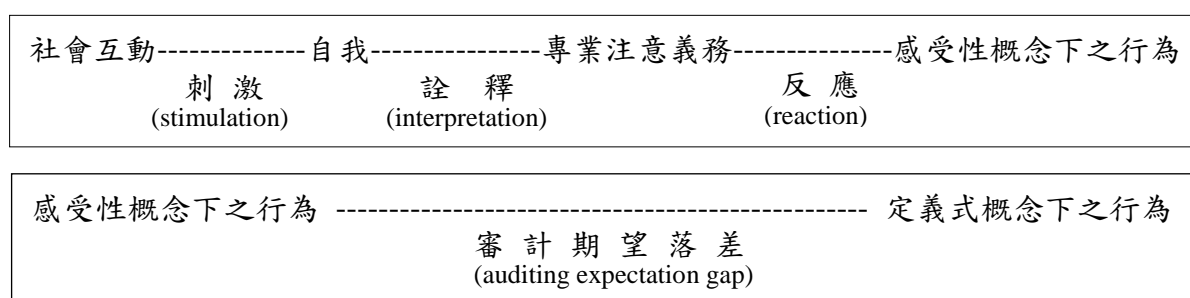 社會互動--------------自我----------------專業注意義務---------------感受性概念下之行為
刺 激 詮 釋 反 應
(stimulation) (interpretation) (reaction)
感受性概念下之行為 -------------------------------------------------- 定義式概念下之行為
審 計 期 望 落 差
(auditing expectation gap)